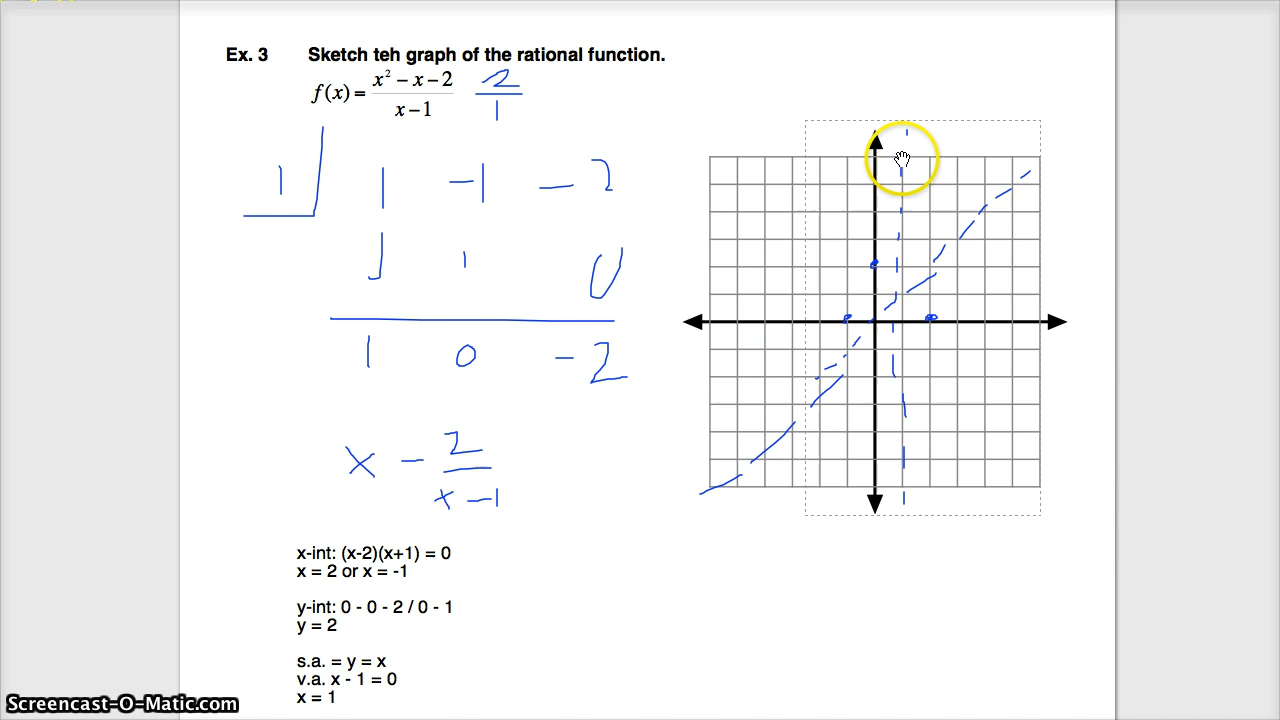 Ex. 3 Sketch teh graph of the rational function.
f(x) = (x² – x – 2)/(x – 1) 2/1
1 1 –1 –2
↓ 1 0
1 0 –2
x – 2/(x – 1)
x-int: (x-2)(x+1) = 0
x = 2 or x = -1
y-int: 0 - 0 - 2 / 0 - 1
y = 2
s.a. = y = x
v.a. x - 1 = 0
x = 1
Screencast-O-Matic.com